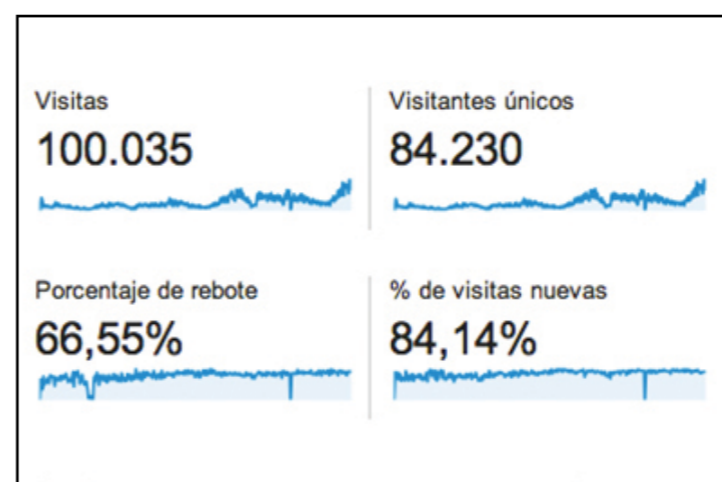 Visitas
100.035
Visitantes únicos
84.230
Porcentaje de rebote
66,55%
% de visitas nuevas
84,14%